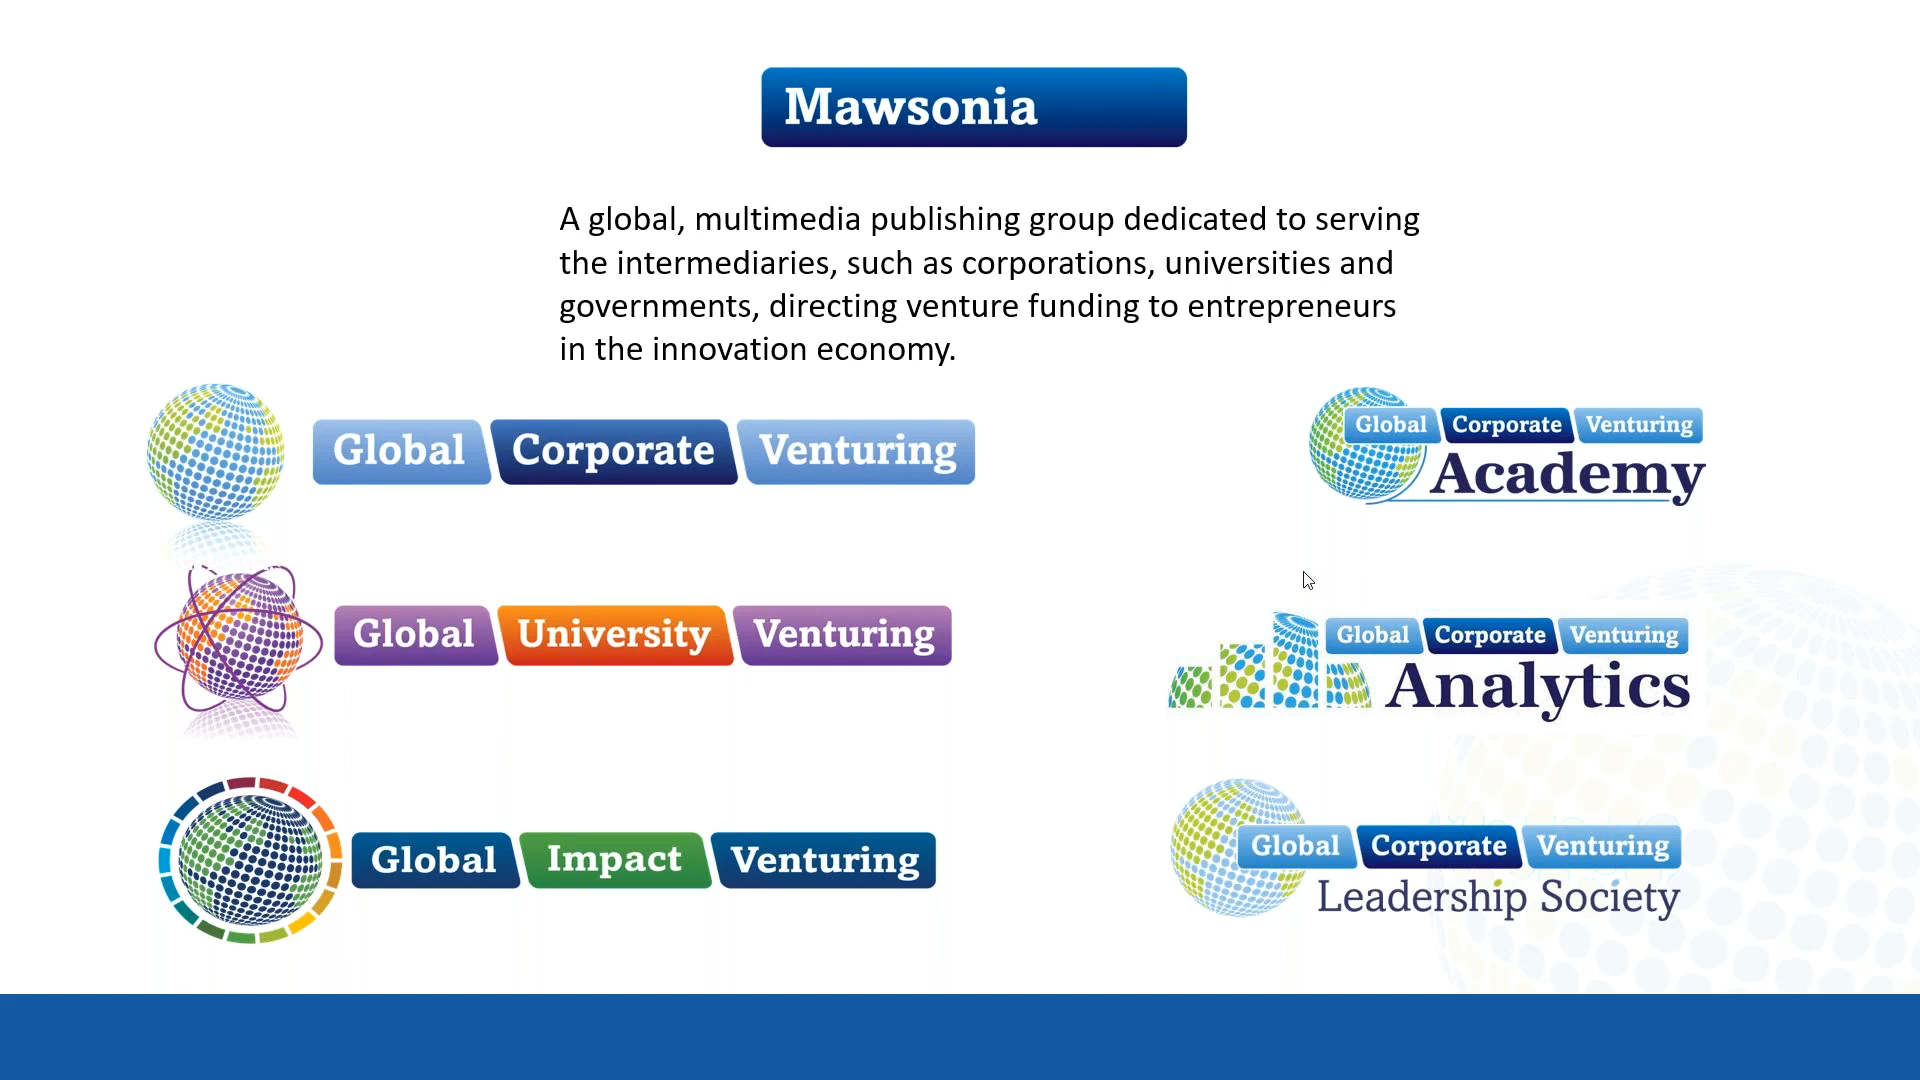 Mawsonia
A global, multimedia publishing group dedicated to serving
the intermediaries, such as corporations, universities and
governments, directing venture funding to entrepreneurs
in the innovation economy.
Global Corporate Venturing
Global University Venturing
Global Impact Venturing
Global Corporate Venturing
Academy
Global Corporate Venturing
Analytics
Global Corporate Venturing
Leadership Society